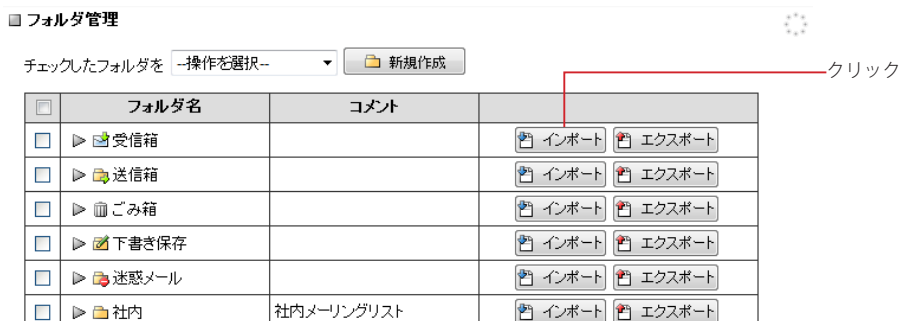 フォルダ管理
チェックしたフォルダを --操作を選択-- 新規作成
クリック
フォルダ名 コメント
受信箱 インポート エクスポート
送信箱 インポート エクスポート
ごみ箱 インポート エクスポート
下書き保存 インポート エクスポート
迷惑メール インポート エクスポート
社内 社内メーリングリスト インポート エクスポート